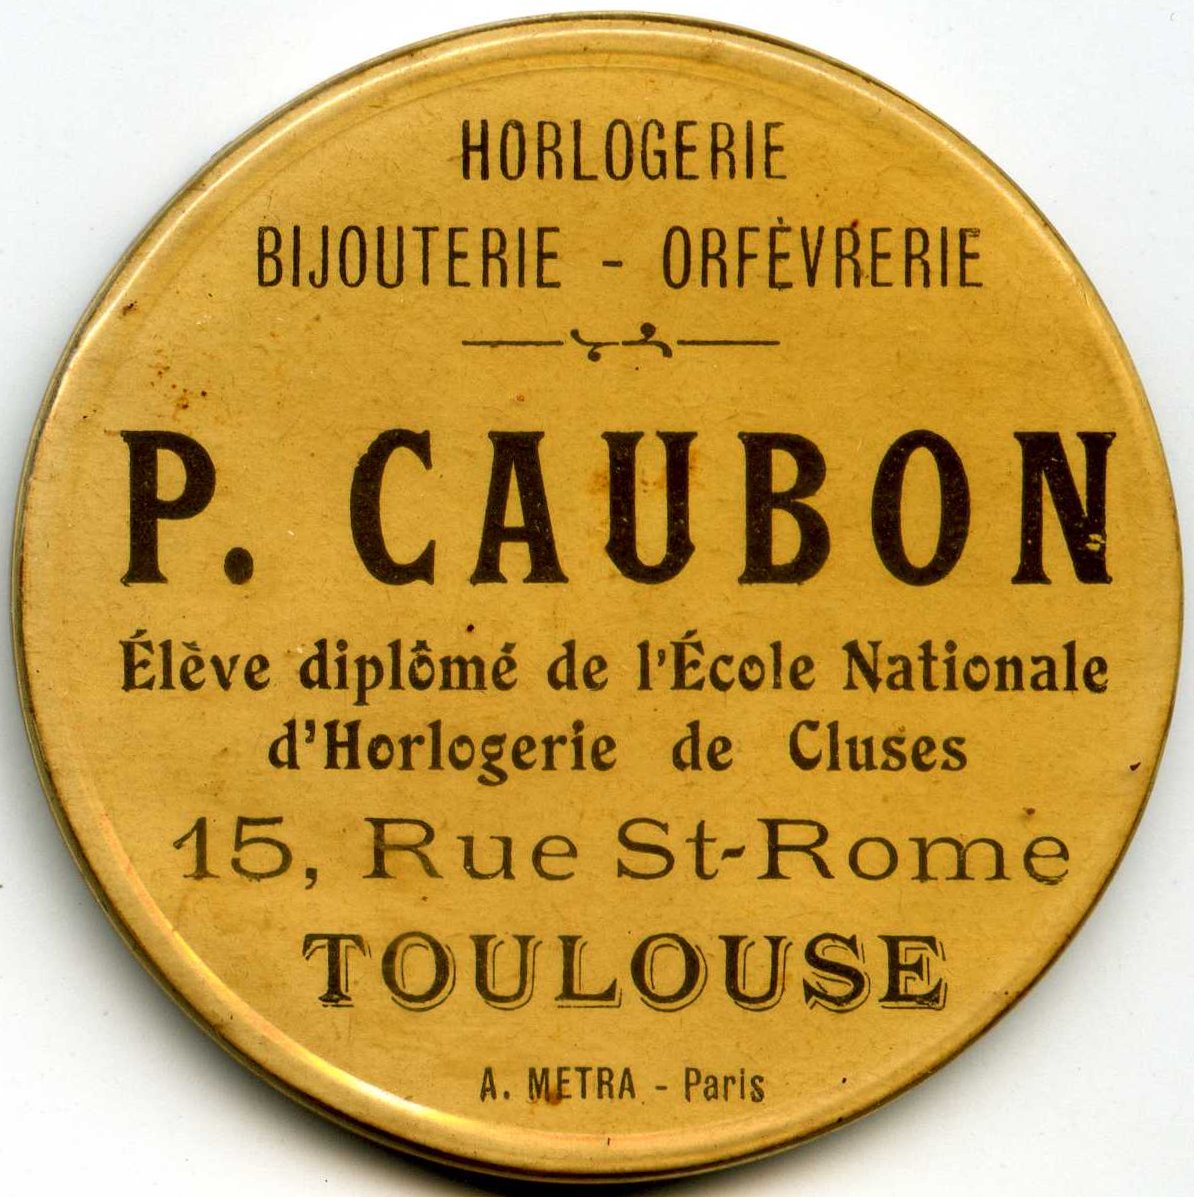 HORLOGERIE
BIJOUTERIE - ORFÈVRERIE
P. CAUBON
Élève diplômé de l'École Nationale
d'Horlogerie de Cluses
15, Rue St-Rome
TOULOUSE
A. METRA - Paris